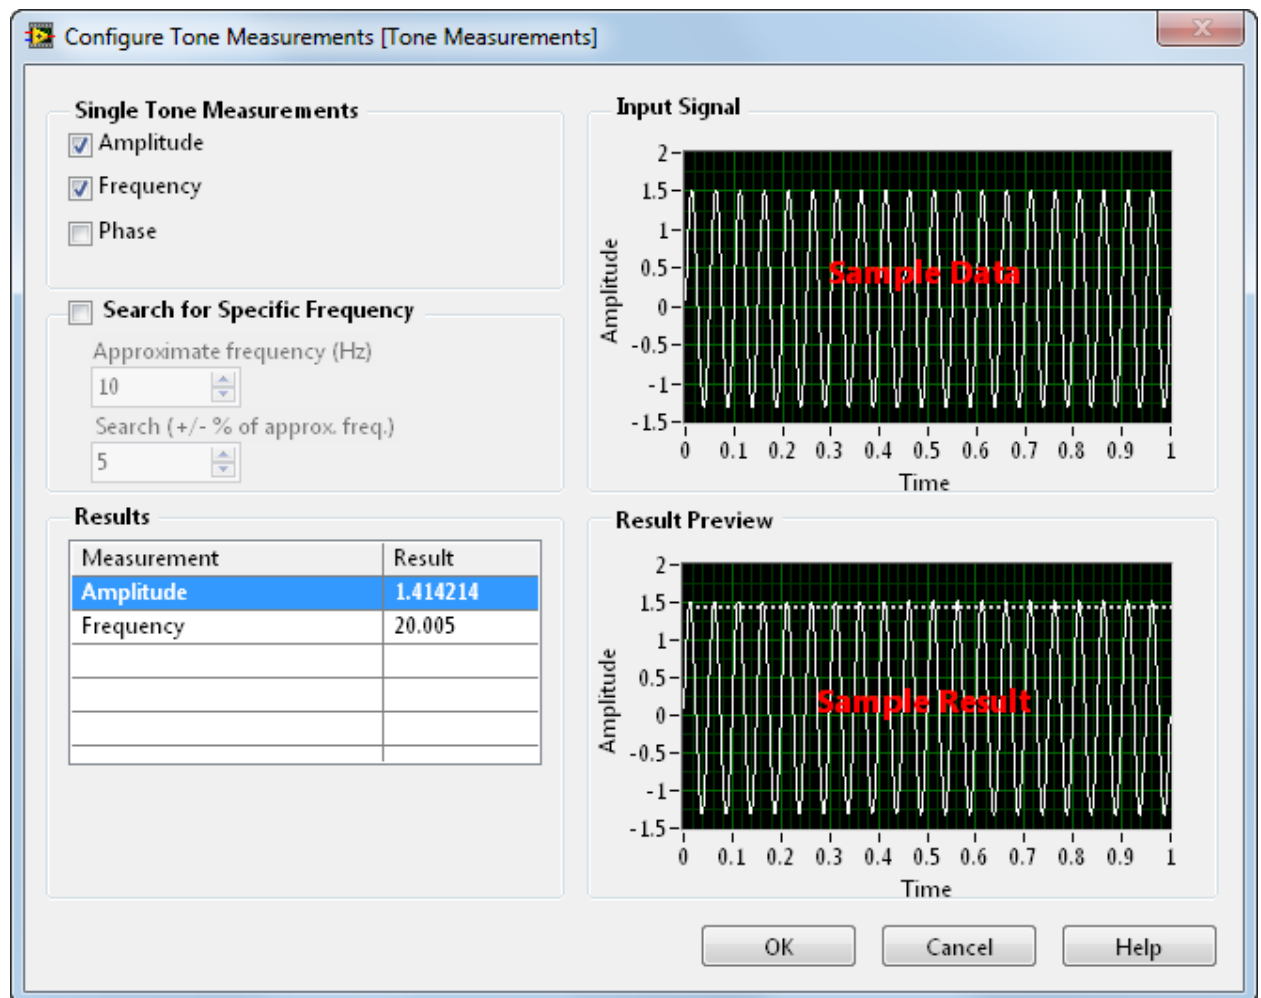 Configure Tone Measurements [Tone Measurements]
Single Tone Measurements
Amplitude
Frequency
Phase
Search for Specific Frequency
Approximate frequency (Hz)
10
Search (+/- % of approx. freq.)
5
Results
Measurement Result
Amplitude 1.414214
Frequency 20.005
Input Signal
2
1.5
1
0.5
0
-0.5
-1
-1.5
Amplitude
Sample Data
0 0.1 0.2 0.3 0.4 0.5 0.6 0.7 0.8 0.9 1
Time
Result Preview
2
1.5
1
0.5
0
-0.5
-1
-1.5
Amplitude
Sample Result
0 0.1 0.2 0.3 0.4 0.5 0.6 0.7 0.8 0.9 1
Time
OK Cancel Help